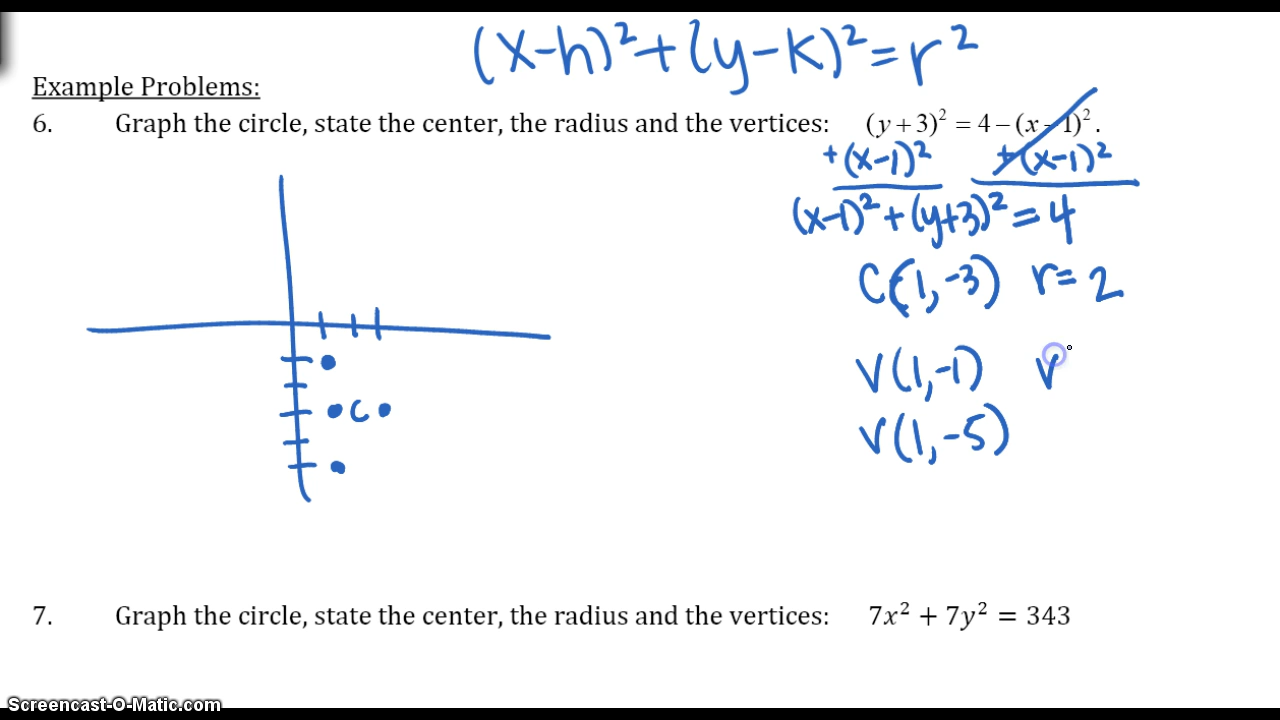 (x-h)² + (y-k)² = r²
Example Problems:
6. Graph the circle, state the center, the radius and the vertices: (y + 3)² = 4 − (x − 1)².
+(x-1)² +(x-1)²
(x-1)² + (y+3)² = 4
C(1,-3) r = 2
V(1,-1) V
C
V(1,-5)
7. Graph the circle, state the center, the radius and the vertices: 7x² + 7y² = 343
Screencast-O-Matic.com